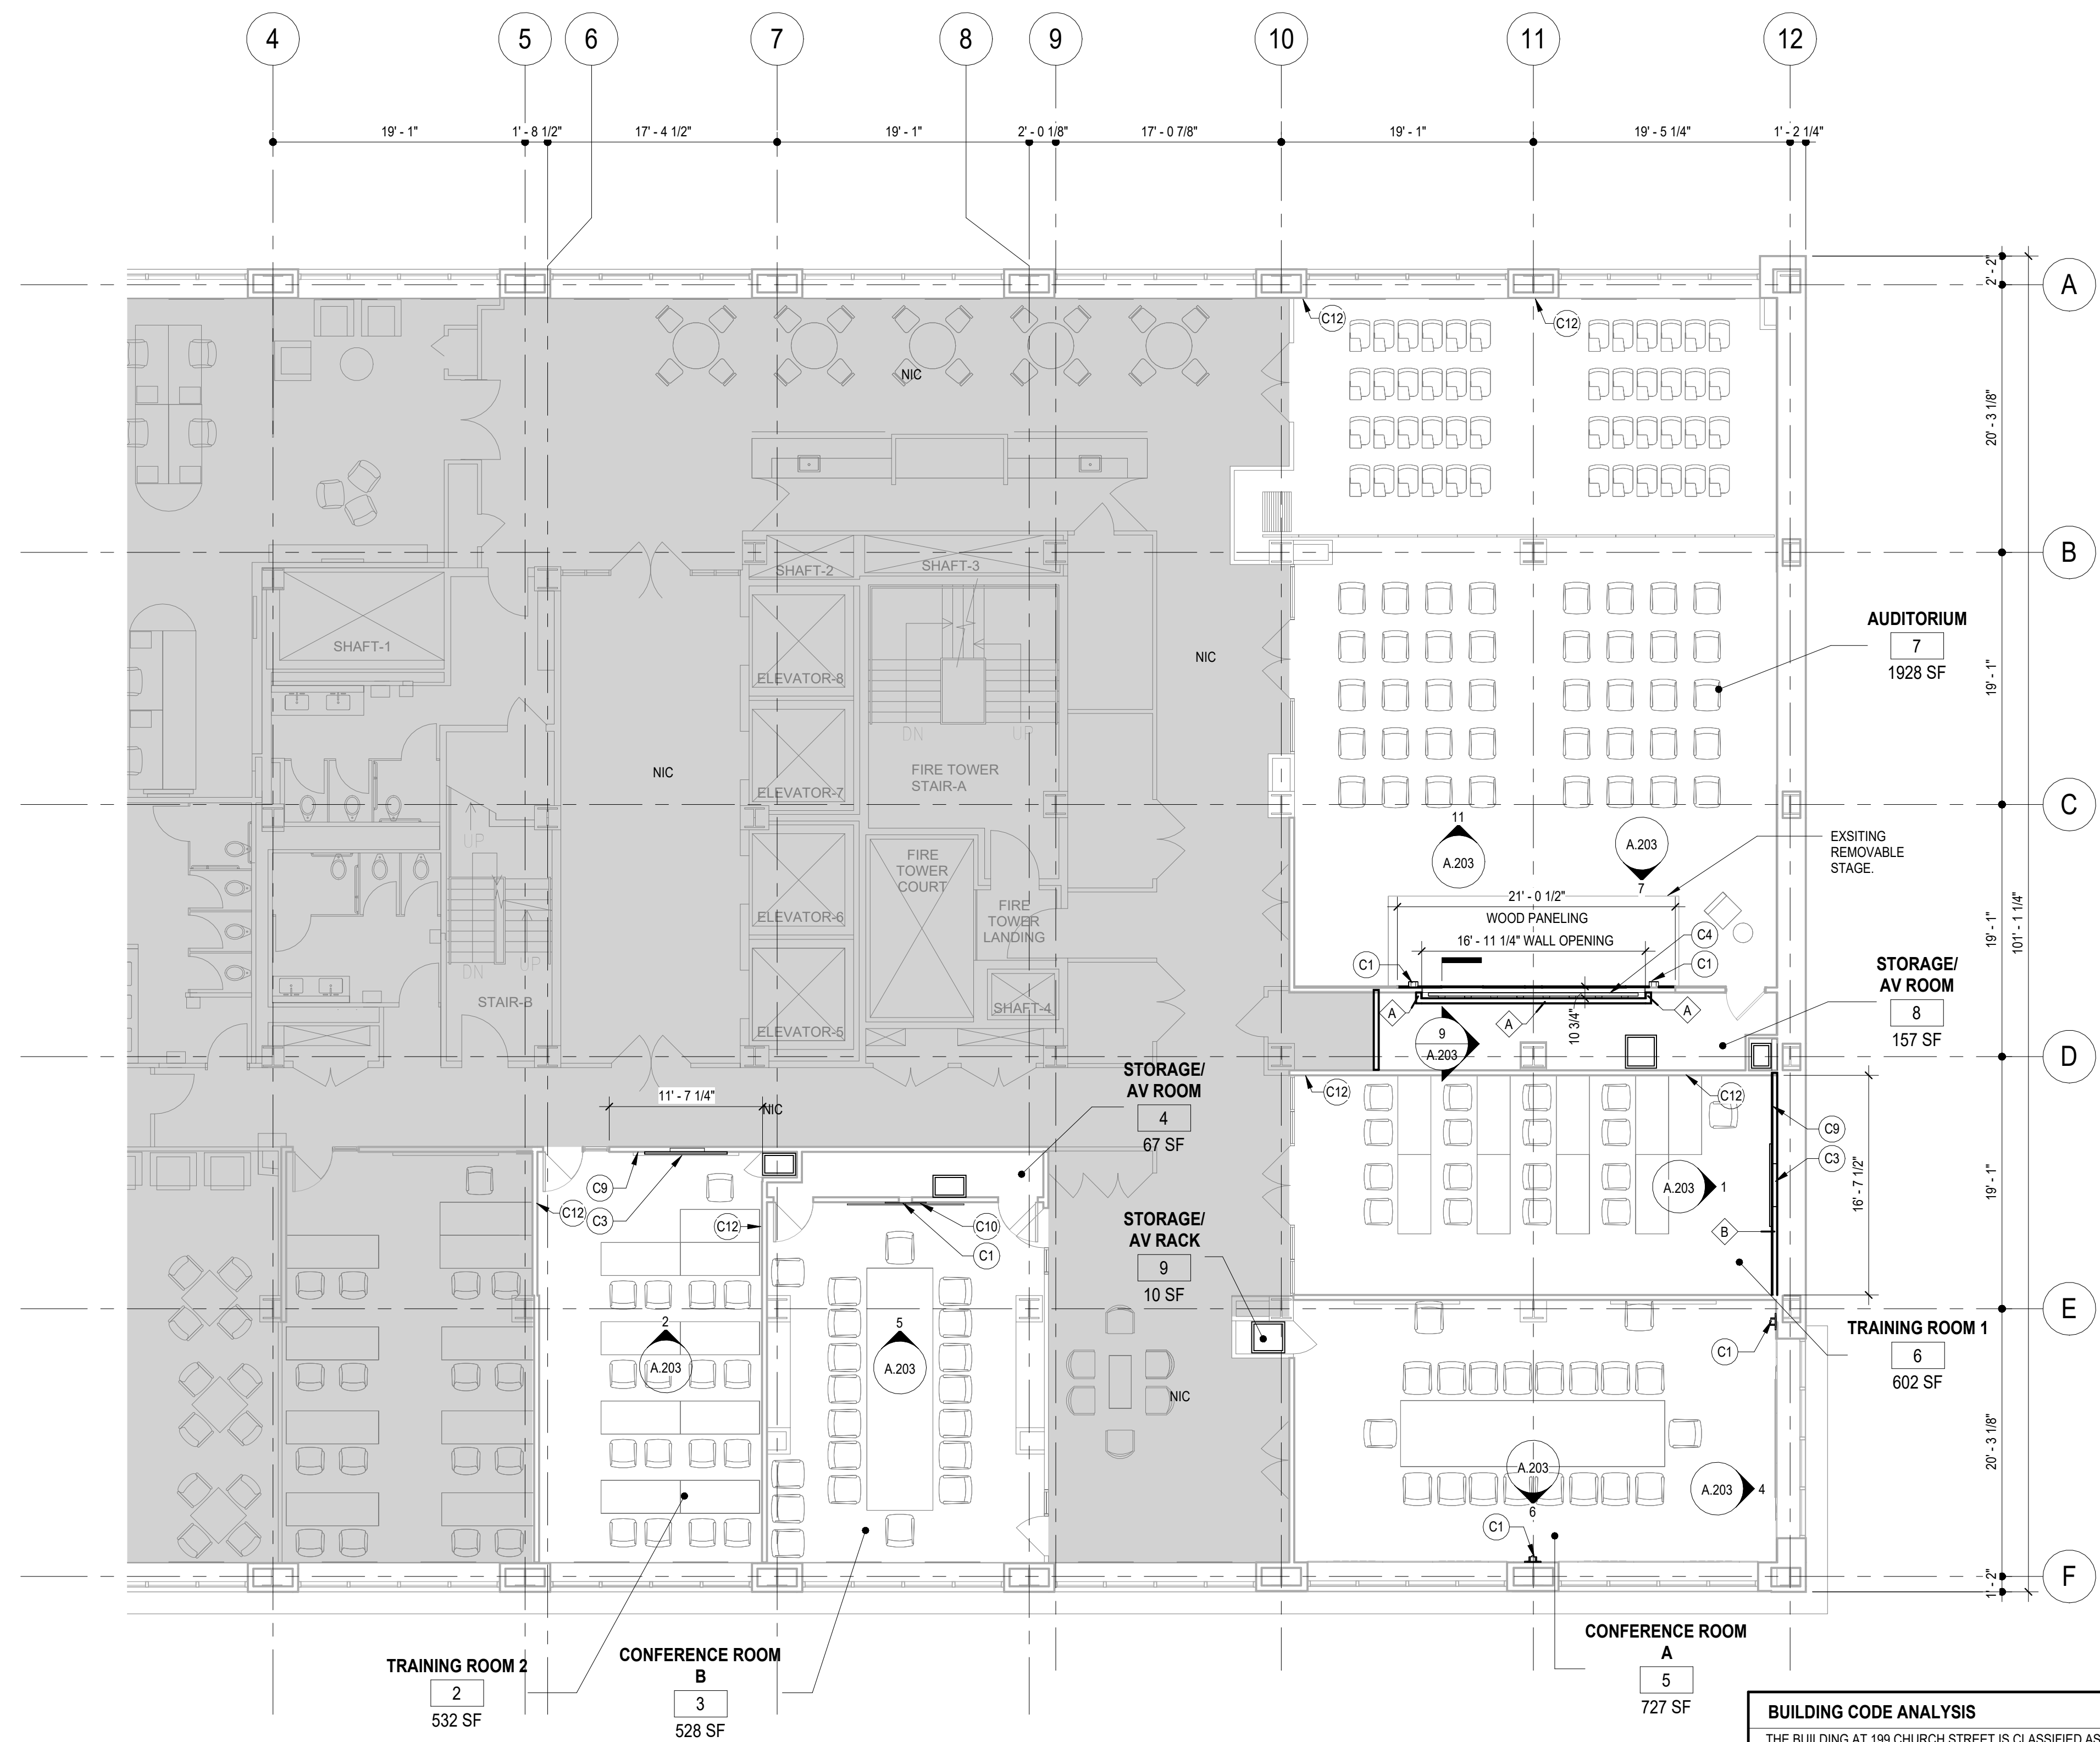 4
5
6
7
8
9
10
11
12
19' - 1"
1' - 8 1/2"
17' - 4 1/2"
19' - 1"
2' - 0 1/8"
17' - 0 7/8"
19' - 1"
19' - 5 1/4"
1' - 2 1/4"
2' - 2"
A
C12
C12
NIC
20' - 3 1/8"
B
SHAFT-2
SHAFT-3
SHAFT-1
NIC
AUDITORIUM
7
1928 SF
19' - 1"
ELEVATOR-8
DN
UP
NIC
FIRE TOWER
STAIR-A
ELEVATOR-7
C
UP
FIRE
TOWER
COURT
11
A.203
A.203
7
EXSITING
REMOVABLE
STAGE.
21' - 0 1/2"
WOOD PANELING
16' - 11 1/4" WALL OPENING
C4
C1
C1
19' - 1"
101' - 1 1/4"
ELEVATOR-6
FIRE
TOWER
LANDING
DN
UP
STAIR-B
SHAFT-4
ELEVATOR-5
A
A
A
10 3/4"
9
A.203
STORAGE/
AV ROOM
8
157 SF
D
STORAGE/
AV ROOM
4
67 SF
11' - 7 1/4"
NIC
C12
C12
C9
C3
16' - 7 1/2"
19' - 1"
A.203
1
B
C9
C12
C3
C12
C10
C1
STORAGE/
AV RACK
9
10 SF
E
2
A.203
5
A.203
NIC
C1
TRAINING ROOM 1
6
602 SF
20' - 3 1/8"
A.203
6
A.203
4
C1
1' - 2"
F
TRAINING ROOM 2
2
532 SF
CONFERENCE ROOM
B
3
528 SF
CONFERENCE ROOM
A
5
727 SF
BUILDING CODE ANALYSIS
THE BUILDING AT 199 CHURCH STREET IS CLASSIFIED AS